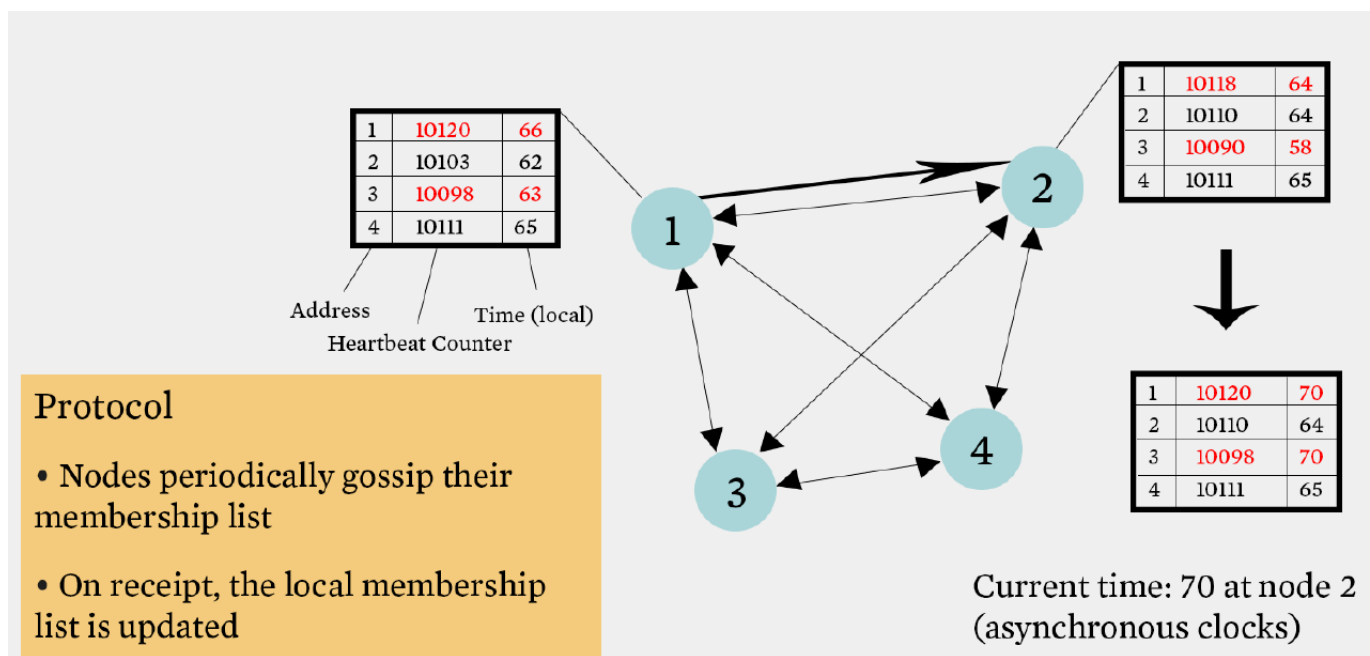 1 10120 66
2 10103 62
3 10098 63
4 10111 65
Address
Heartbeat Counter
Time (local)
1
2
3
4
1 10118 64
2 10110 64
3 10090 58
4 10111 65
1 10120 70
2 10110 64
3 10098 70
4 10111 65
Protocol
• Nodes periodically gossip their
membership list
• On receipt, the local membership
list is updated
Current time: 70 at node 2
(asynchronous clocks)